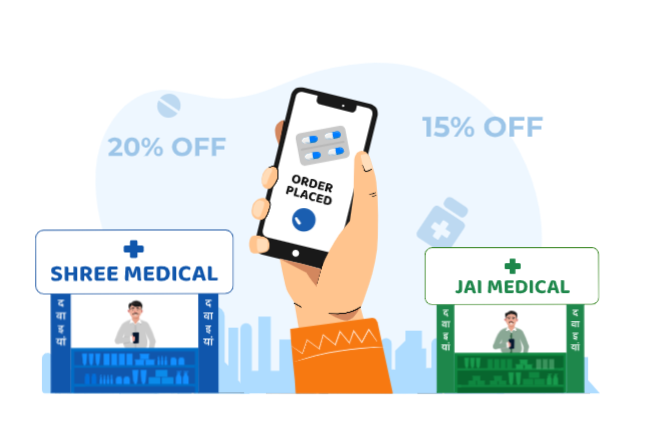 20% OFF
15% OFF
ORDER
PLACED
SHREE MEDICAL
JAI MEDICAL
दवाइयां
दवाइयां
दवाइयां
दवाइयां